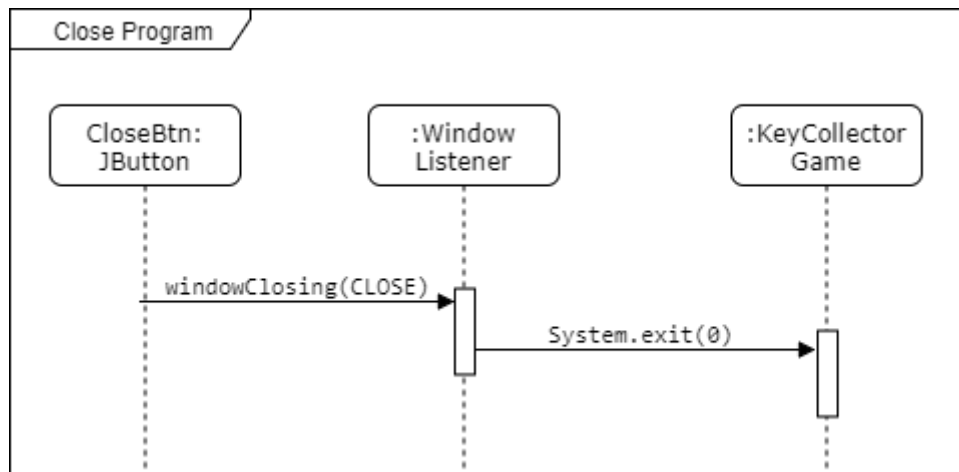 Close Program
CloseBtn:
JButton
:Window
Listener
:KeyCollector
Game
windowClosing(CLOSE)
System.exit(0)